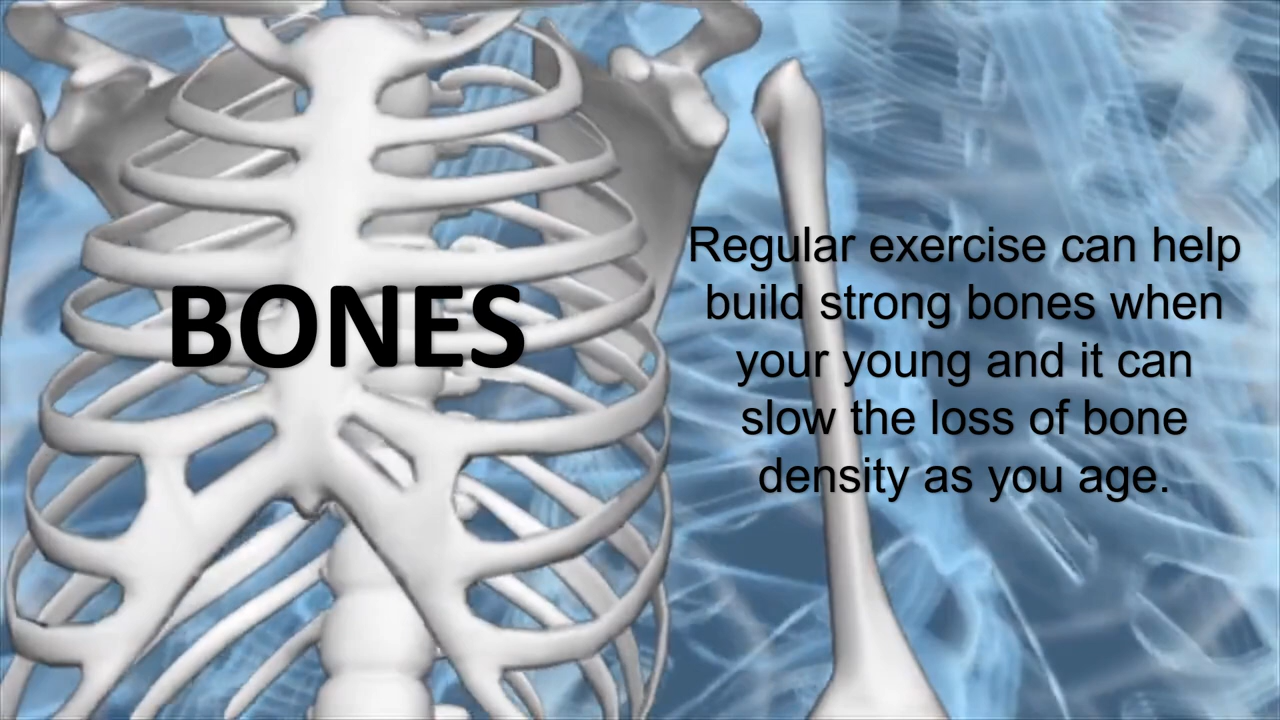 BONES
Regular exercise can help
build strong bones when
your young and it can
slow the loss of bone
density as you age.